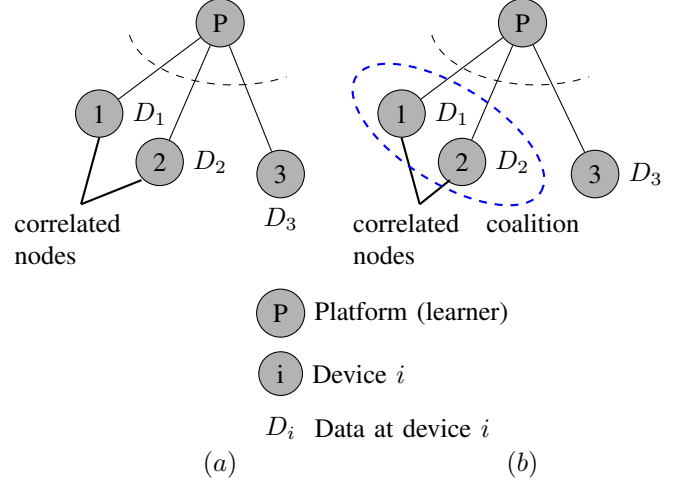 P
1 D₁
2 D₂
3
D₃
correlated
nodes
P
1 D₁
2 D₂
3 D₃
correlated
nodes
coalition
P Platform (learner)
i Device i
Dᵢ Data at device i
(a) (b)